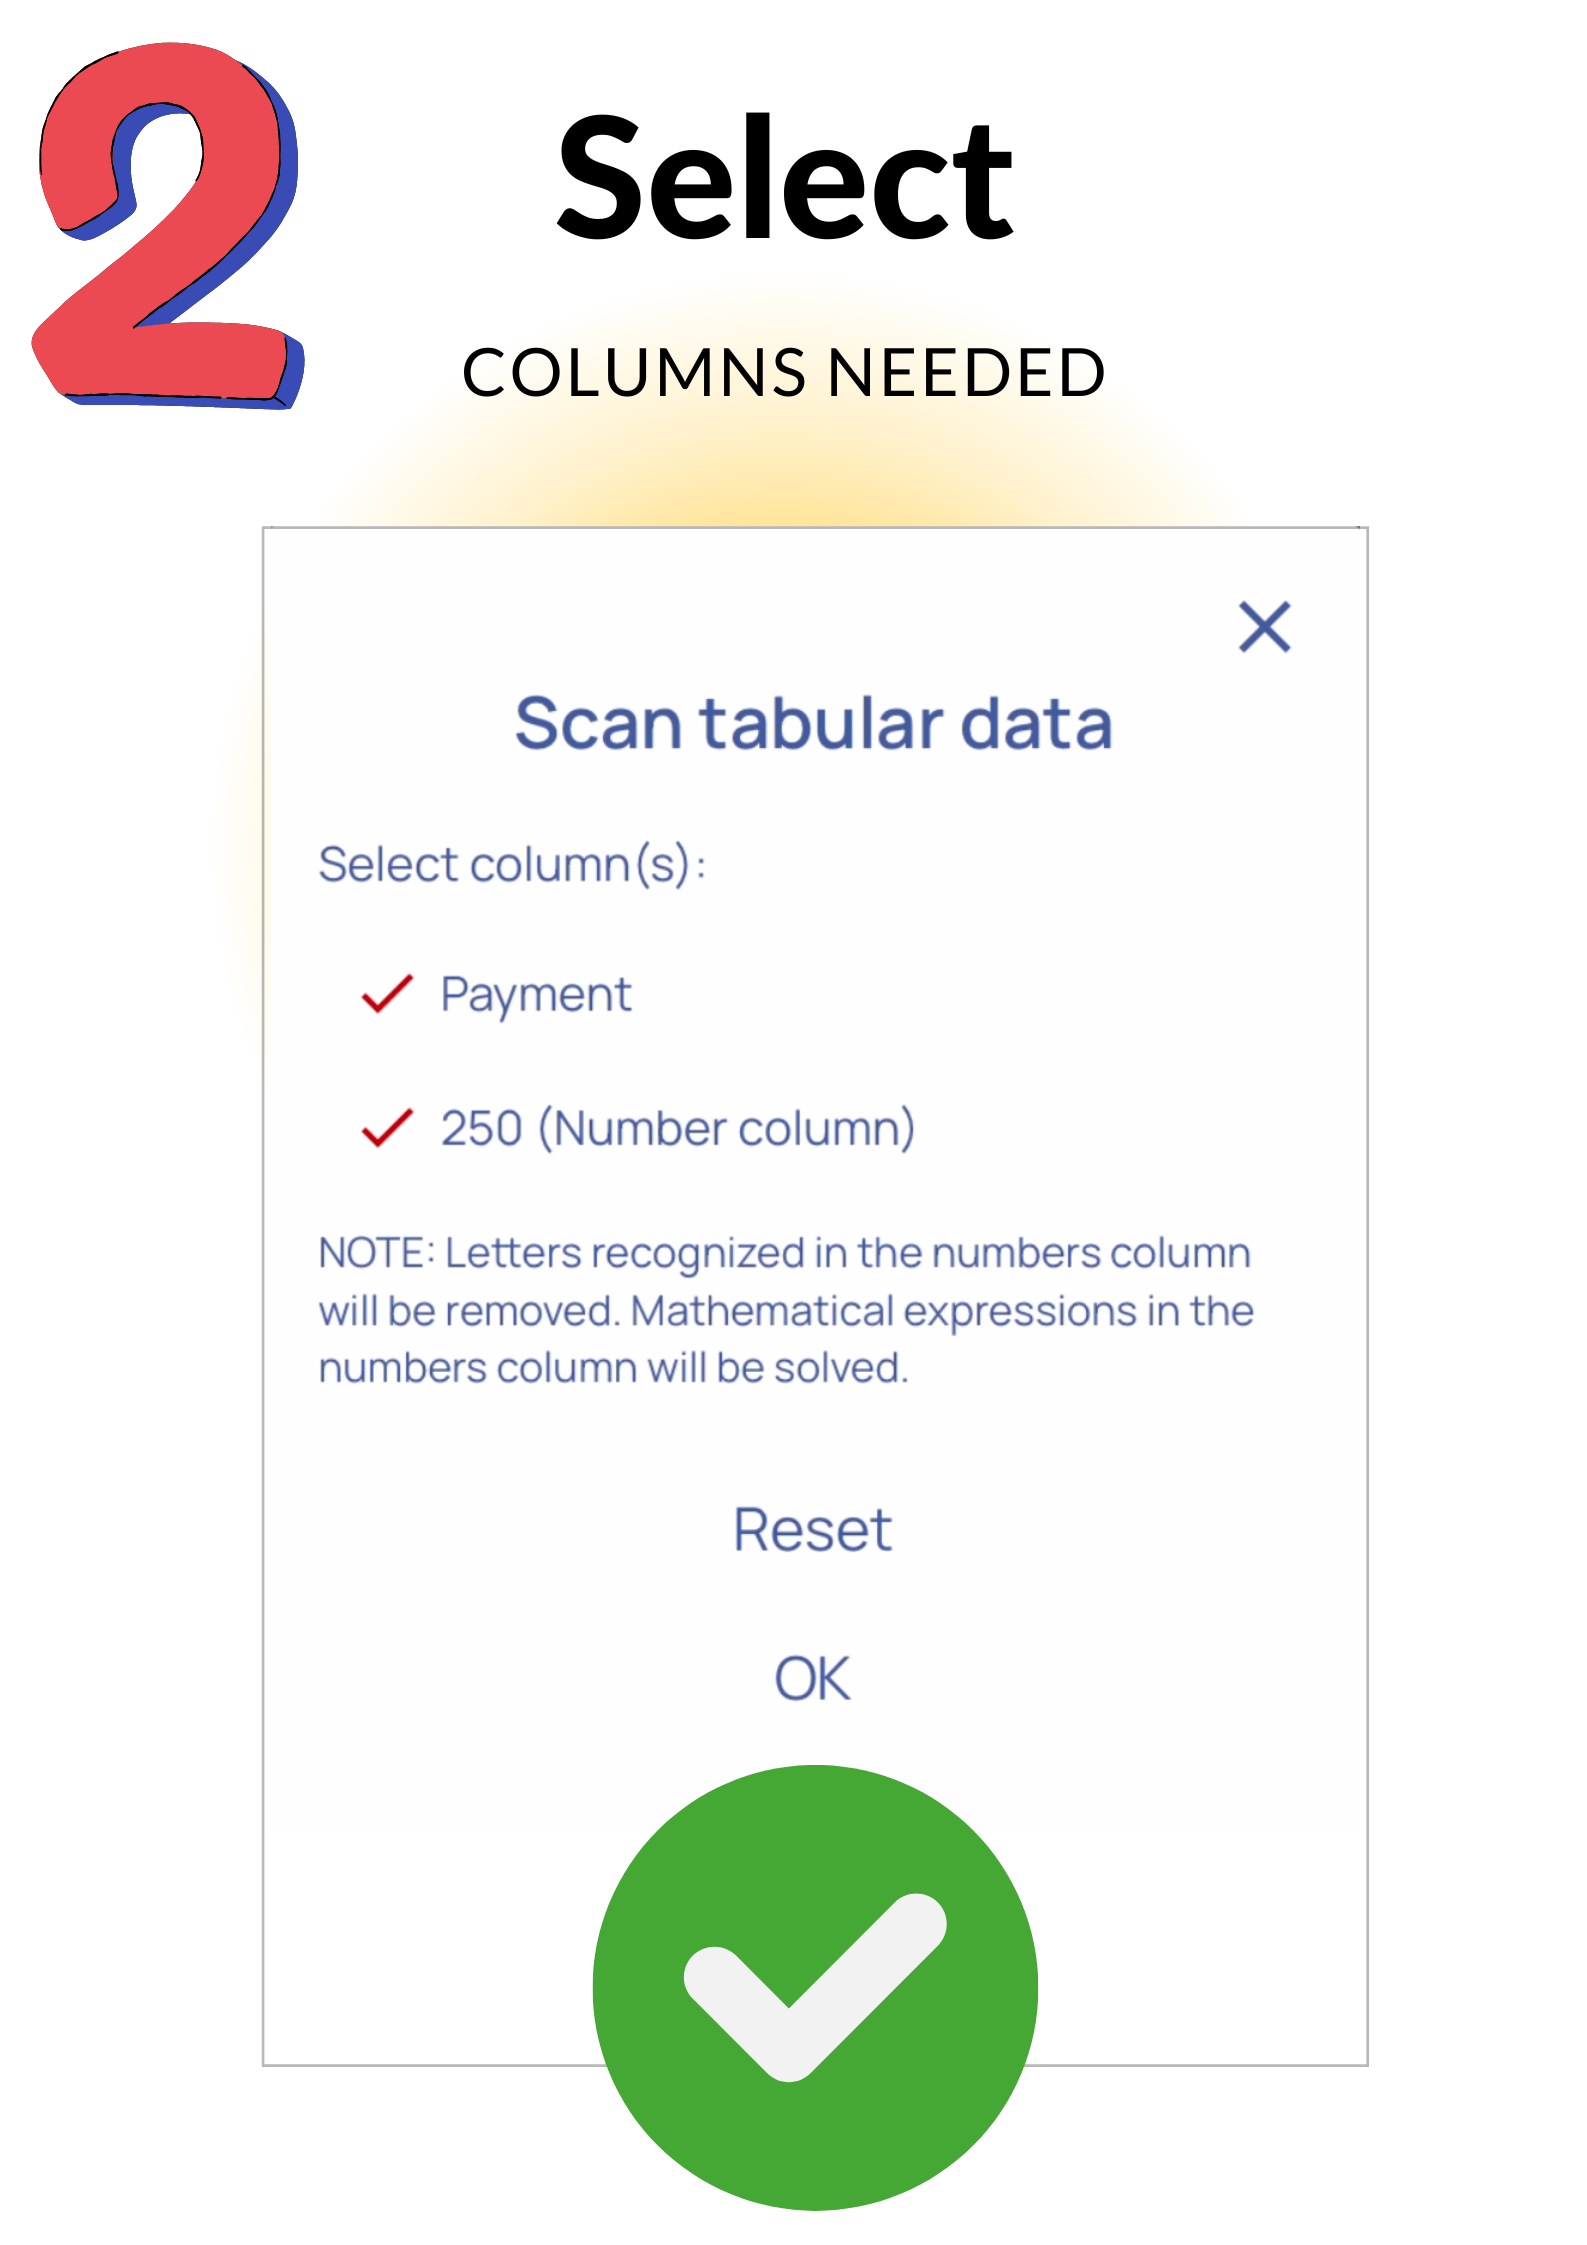 2
Select
COLUMNS NEEDED
Scan tabular data
Select column(s):
Payment
250 (Number column)
NOTE: Letters recognized in the numbers column
will be removed. Mathematical expressions in the
numbers column will be solved.
Reset
OK